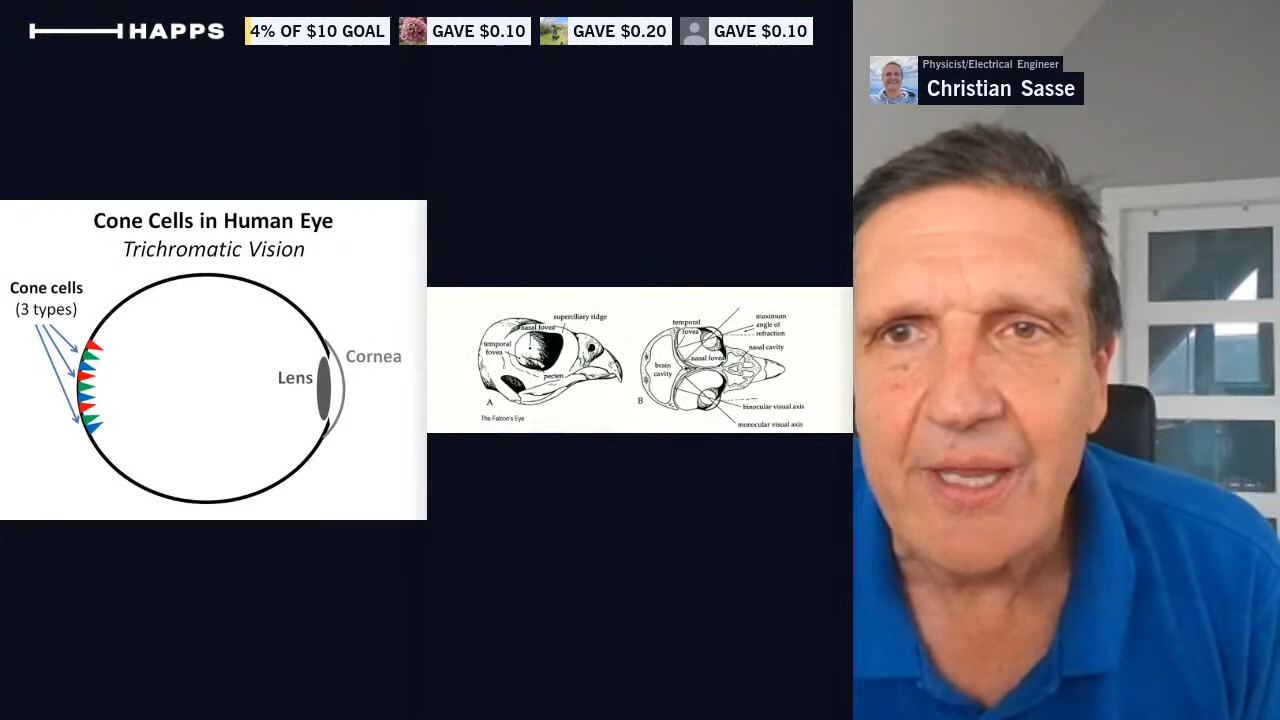 HAPPS
4% OF $10 GOAL
GAVE $0.10
GAVE $0.20
GAVE $0.10
Physicist/Electrical Engineer
Christian Sasse
Cone Cells in Human Eye
Trichromatic Vision
Cone cells
(3 types)
Cornea
Lens
superciliary ridge
nasal fovea
temporal
fovea
pecten
A
The Falcon's Eye
temporal
fovea
maximum
angle of
refraction
nasal cavity
nasal fovea
brain
cavity
B
binocular visual axis
monocular visual axis